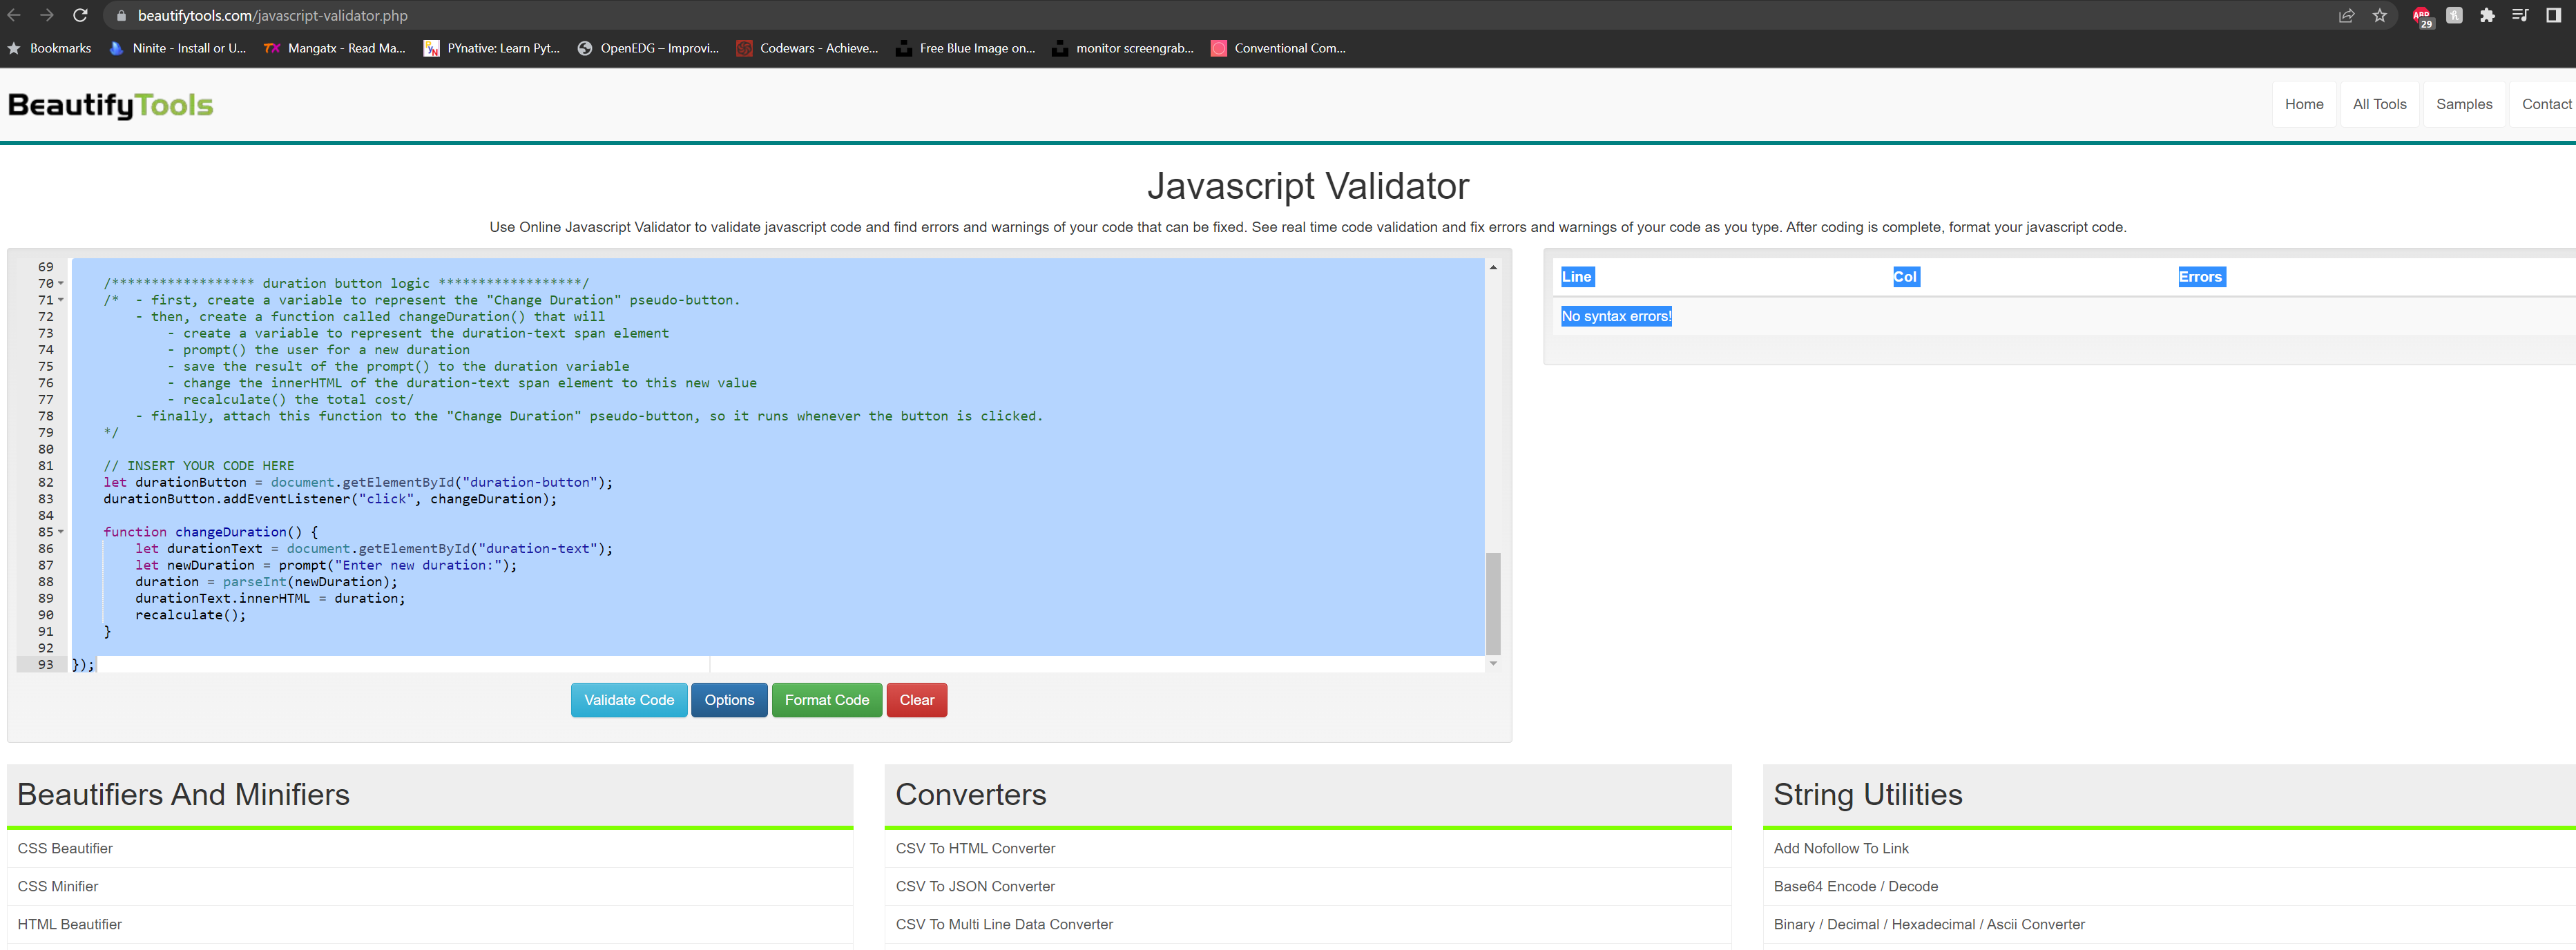 beautifytools.com/javascript-validator.php
29
Bookmarks
Ninite - Install or U...
TX Mangatx - Read Ma...
PYnative: Learn Pyt...
OpenEDG – Improvi...
Codewars - Achieve...
Free Blue Image on...
monitor screengrab...
Conventional Com...
BeautifyTools
Home
All Tools
Samples
Contact
Javascript Validator
Use Online Javascript Validator to validate javascript code and find errors and warnings of your code that can be fixed. See real time code validation and fix errors and warnings of your code as you type. After coding is complete, format your javascript code.
69
70 /****************** duration button logic ******************/
71 /*  - first, create a variable to represent the "Change Duration" pseudo-button.
72 - then, create a function called changeDuration() that will
73 - create a variable to represent the duration-text span element
74 - prompt() the user for a new duration
75 - save the result of the prompt() to the duration variable
76 - change the innerHTML of the duration-text span element to this new value
77 - recalculate() the total cost/
78 - finally, attach this function to the "Change Duration" pseudo-button, so it runs whenever the button is clicked.
79 */
80
81 // INSERT YOUR CODE HERE
82 let durationButton = document.getElementById("duration-button");
83 durationButton.addEventListener("click", changeDuration);
84
85 function changeDuration() {
86 let durationText = document.getElementById("duration-text");
87 let newDuration = prompt("Enter new duration:");
88 duration = parseInt(newDuration);
89 durationText.innerHTML = duration;
90 recalculate();
91 }
92
93 });
Line Col Errors
No syntax errors!
Validate Code
Options
Format Code
Clear
Beautifiers And Minifiers
CSS Beautifier
CSS Minifier
HTML Beautifier
Converters
CSV To HTML Converter
CSV To JSON Converter
CSV To Multi Line Data Converter
String Utilities
Add Nofollow To Link
Base64 Encode / Decode
Binary / Decimal / Hexadecimal / Ascii Converter